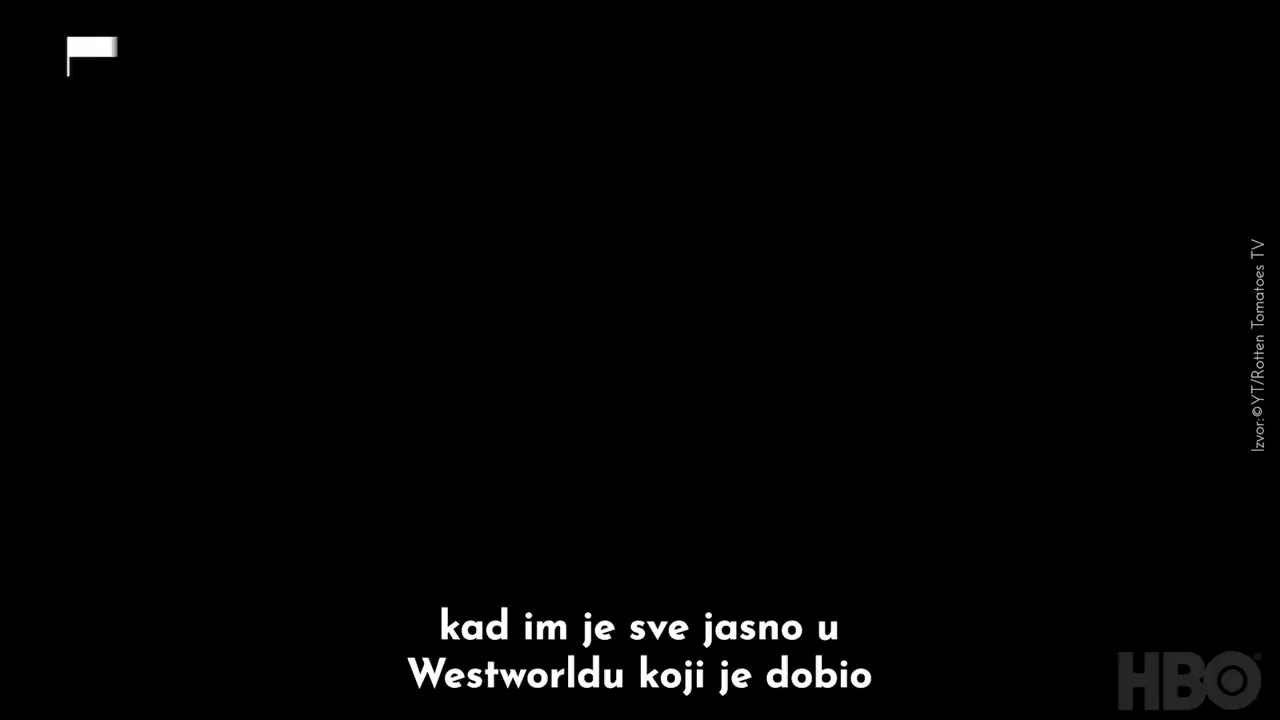 Izvor:©YT/Rotten Tomatoes TV
kad im je sve jasno u
Westworldu koji je dobio
HBO®